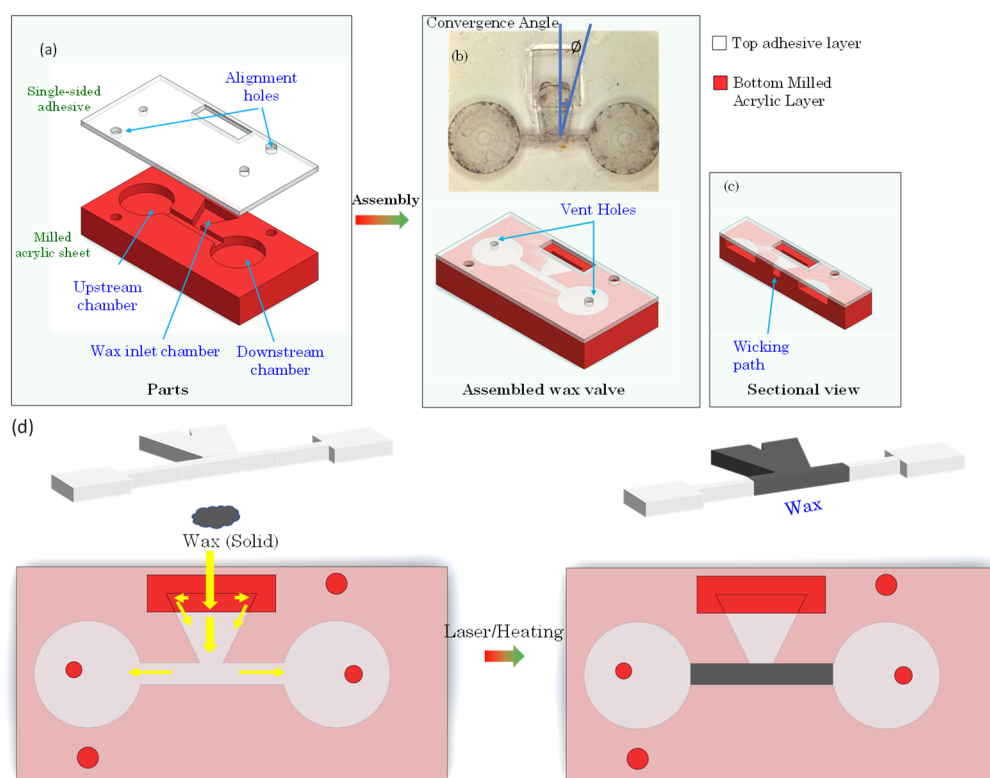 (a)
Single-sided
adhesive
Alignment
holes
Milled
acrylic sheet
Upstream
chamber
Wax inlet chamber
Downstream
chamber
Parts
Assembly
Convergence Angle
(b)
Ø
Vent Holes
Assembled wax valve
Top adhesive layer
Bottom Milled
Acrylic Layer
(c)
Wicking
path
Sectional view
(d)
Wax (Solid)
Laser/Heating
Wax